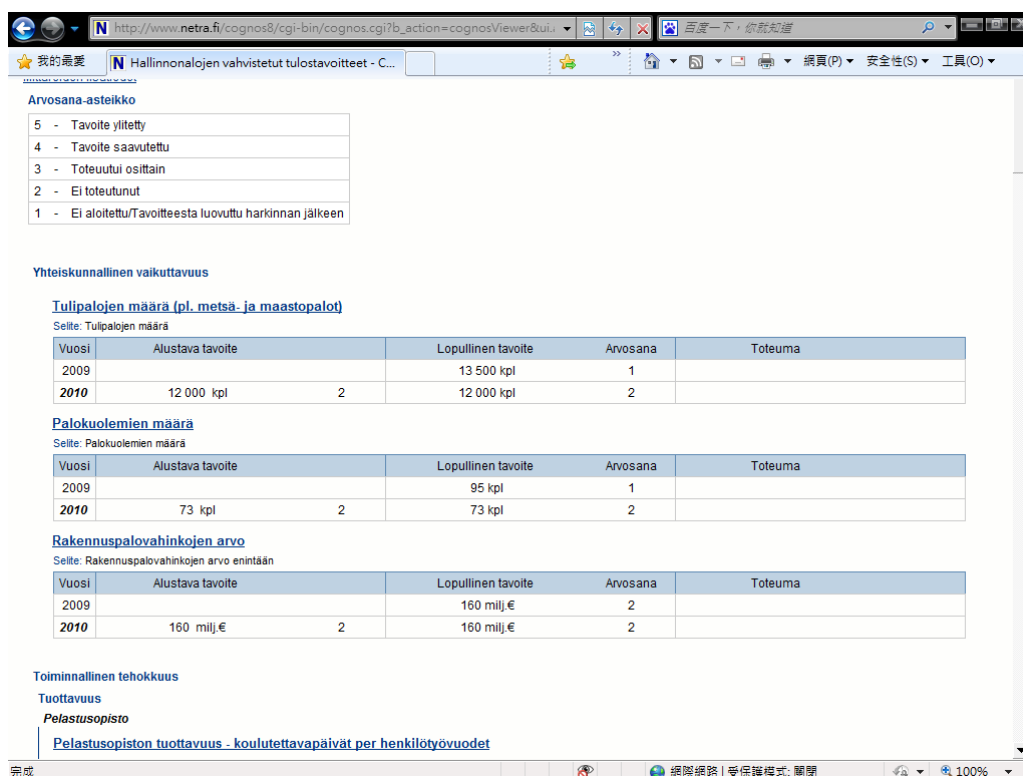 http://www.netra.fi/cognos8/cgi-bin/cognos.cgi?b_action=cognosViewer&ui. 百度一下，你就知道
我的最愛 Hallinnonalojen vahvistetut tulostavoitteet - C... 網頁(P) 安全性(S) 工具(O)
Arvosana-asteikko
5 - Tavoite ylitetty
4 - Tavoite saavutettu
3 - Toteuutui osittain
2 - Ei toteutunut
1 - Ei aloitettu/Tavoitteesta luovuttu harkinnan jälkeen
Yhteiskunnallinen vaikuttavuus
Tulipalojen määrä (pl. metsä- ja maastopalot)
Selite: Tulipalojen määrä
Vuosi Alustava tavoite Lopullinen tavoite Arvosana Toteuma
2009 13 500 kpl 1
2010 12 000 kpl 2 12 000 kpl 2
Palokuolemien määrä
Selite: Palokuolemien määrä
Vuosi Alustava tavoite Lopullinen tavoite Arvosana Toteuma
2009 95 kpl 1
2010 73 kpl 2 73 kpl 2
Rakennuspalovahinkojen arvo
Selite: Rakennuspalovahinkojen arvo enintään
Vuosi Alustava tavoite Lopullinen tavoite Arvosana Toteuma
2009 160 milj.€ 2
2010 160 milj.€ 2 160 milj.€ 2
Toiminnallinen tehokkuus
Tuottavuus
Pelastusopisto
Pelastusopiston tuottavuus - koulutettavapäivät per henkilötyövuodet
完成 網際網路 | 受保護模式: 關閉 100%